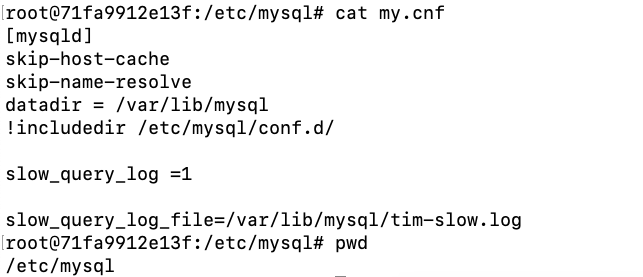 [root@71fa9912e13f:/etc/mysql# cat my.cnf
[mysqld]
skip-host-cache
skip-name-resolve
datadir = /var/lib/mysql
!includedir /etc/mysql/conf.d/
slow_query_log =1
slow_query_log_file=/var/lib/mysql/tim-slow.log
[root@71fa9912e13f:/etc/mysql# pwd
/etc/mysql